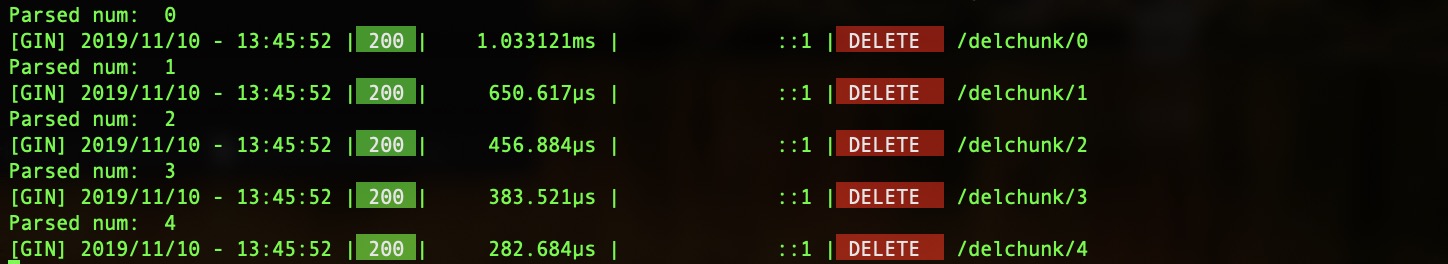 Parsed num:  0
[GIN] 2019/11/10 - 13:45:52 | 200 |    1.033121ms |             ::1 | DELETE   /delchunk/0
Parsed num:  1
[GIN] 2019/11/10 - 13:45:52 | 200 |     650.617µs |             ::1 | DELETE   /delchunk/1
Parsed num:  2
[GIN] 2019/11/10 - 13:45:52 | 200 |     456.884µs |             ::1 | DELETE   /delchunk/2
Parsed num:  3
[GIN] 2019/11/10 - 13:45:52 | 200 |     383.521µs |             ::1 | DELETE   /delchunk/3
Parsed num:  4
[GIN] 2019/11/10 - 13:45:52 | 200 |     282.684µs |             ::1 | DELETE   /delchunk/4